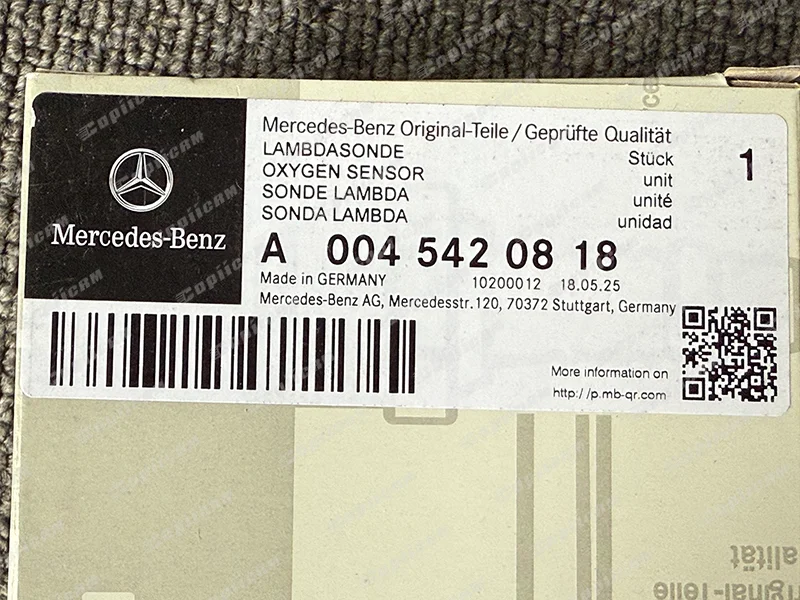 Mercedes-Benz
Mercedes-Benz Original-Teile / Geprüfte Qualität
LAMBDASONDE
OXYGEN SENSOR
SONDE LAMBDA
SONDA LAMBDA
Stück
unit
unité
unidad
1
A 004 542 08 18
Made in GERMANY 10200012 18.05.25
Mercedes-Benz AG, Mercedesstr.120, 70372 Stuttgart, Germany
More information on
http://p.mb-qr.com
Copiicam